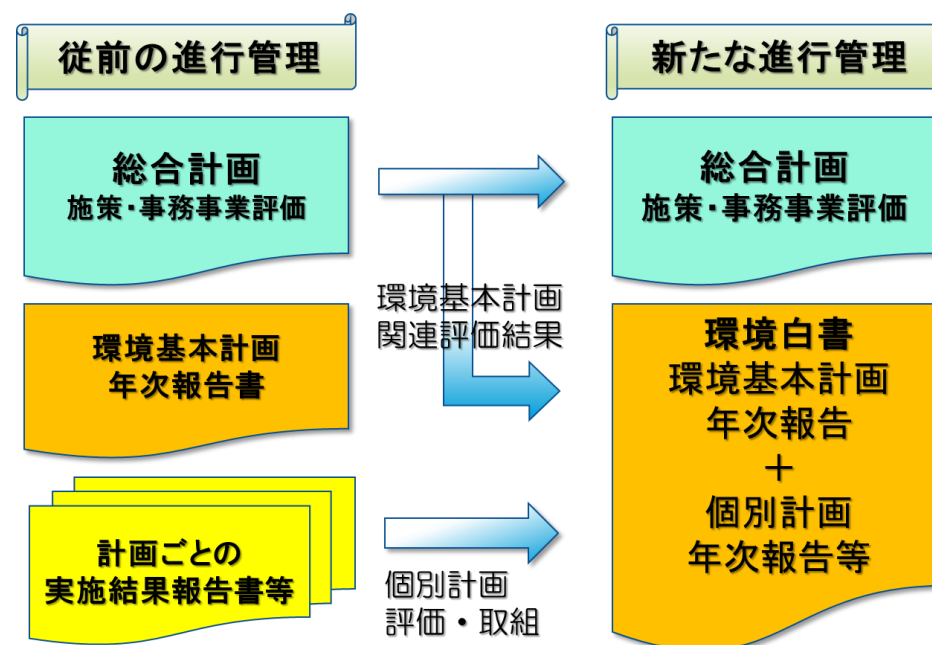 従前の進行管理
新たな進行管理
総合計画
施策・事務事業評価
総合計画
施策・事務事業評価
環境基本計画
関連評価結果
環境基本計画
年次報告書
環境白書
環境基本計画
年次報告
＋
個別計画
年次報告等
計画ごとの
実施結果報告書等
個別計画
評価・取組